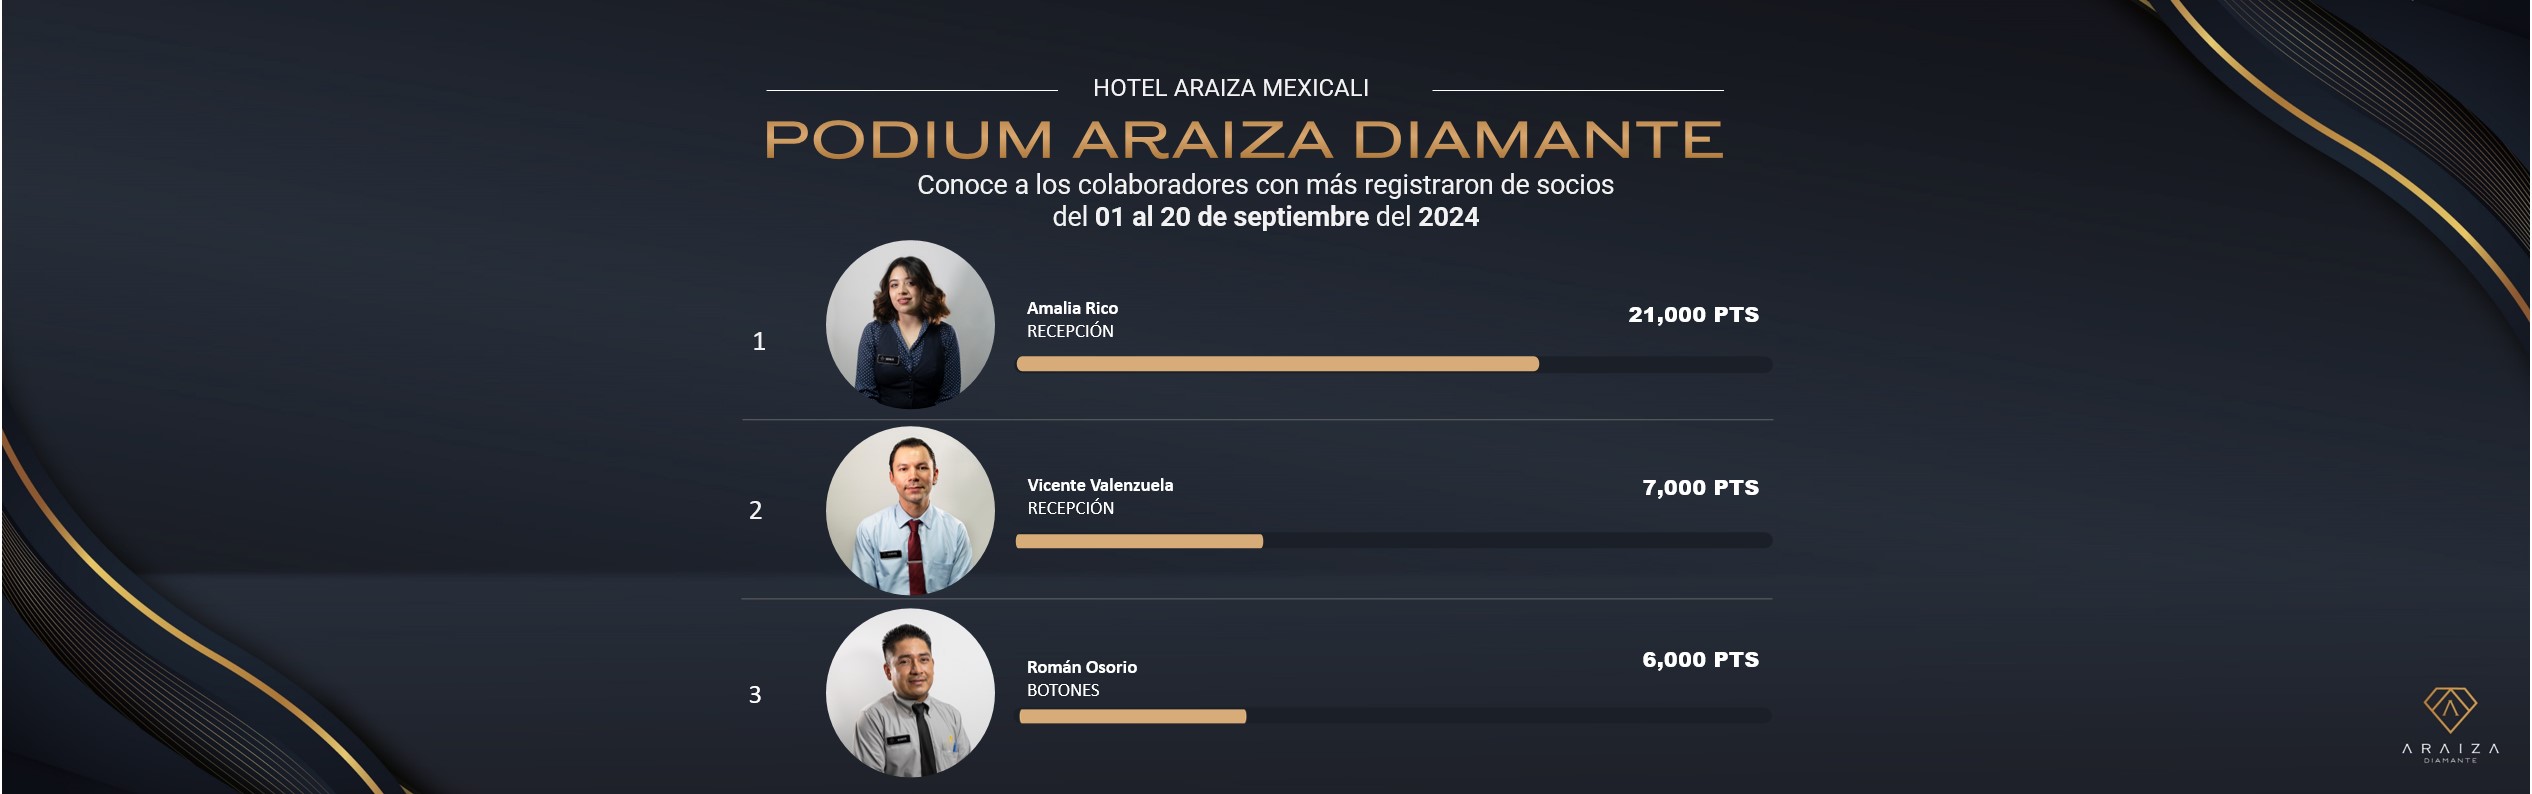 HOTEL ARAIZA MEXICALI
PODIUM ARAIZA DIAMANTE
Conoce a los colaboradores con más registraron de socios
del 01 al 20 de septiembre del 2024
1
Amalia Rico
RECEPCIÓN
21,000 PTS
2
Vicente Valenzuela
RECEPCIÓN
7,000 PTS
3
Román Osorio
BOTONES
6,000 PTS
ARAIZA
DIAMANTE